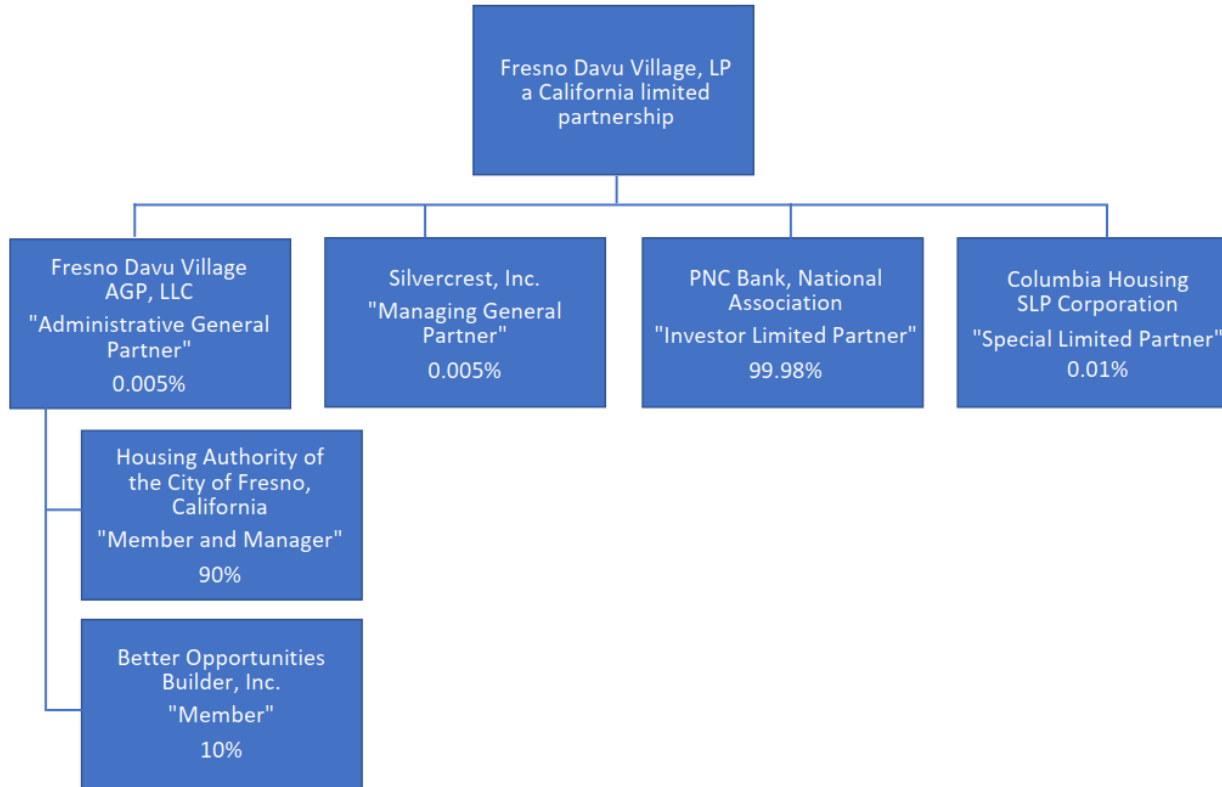 Fresno Davu Village, LP
a California limited
partnership
Fresno Davu Village
AGP, LLC
"Administrative General
Partner"
0.005%
Silvercrest, Inc.
"Managing General
Partner"
0.005%
PNC Bank, National
Association
"Investor Limited Partner"
99.98%
Columbia Housing
SLP Corporation
"Special Limited Partner"
0.01%
Housing Authority of
the City of Fresno,
California
"Member and Manager"
90%
Better Opportunities
Builder, Inc.
"Member"
10%